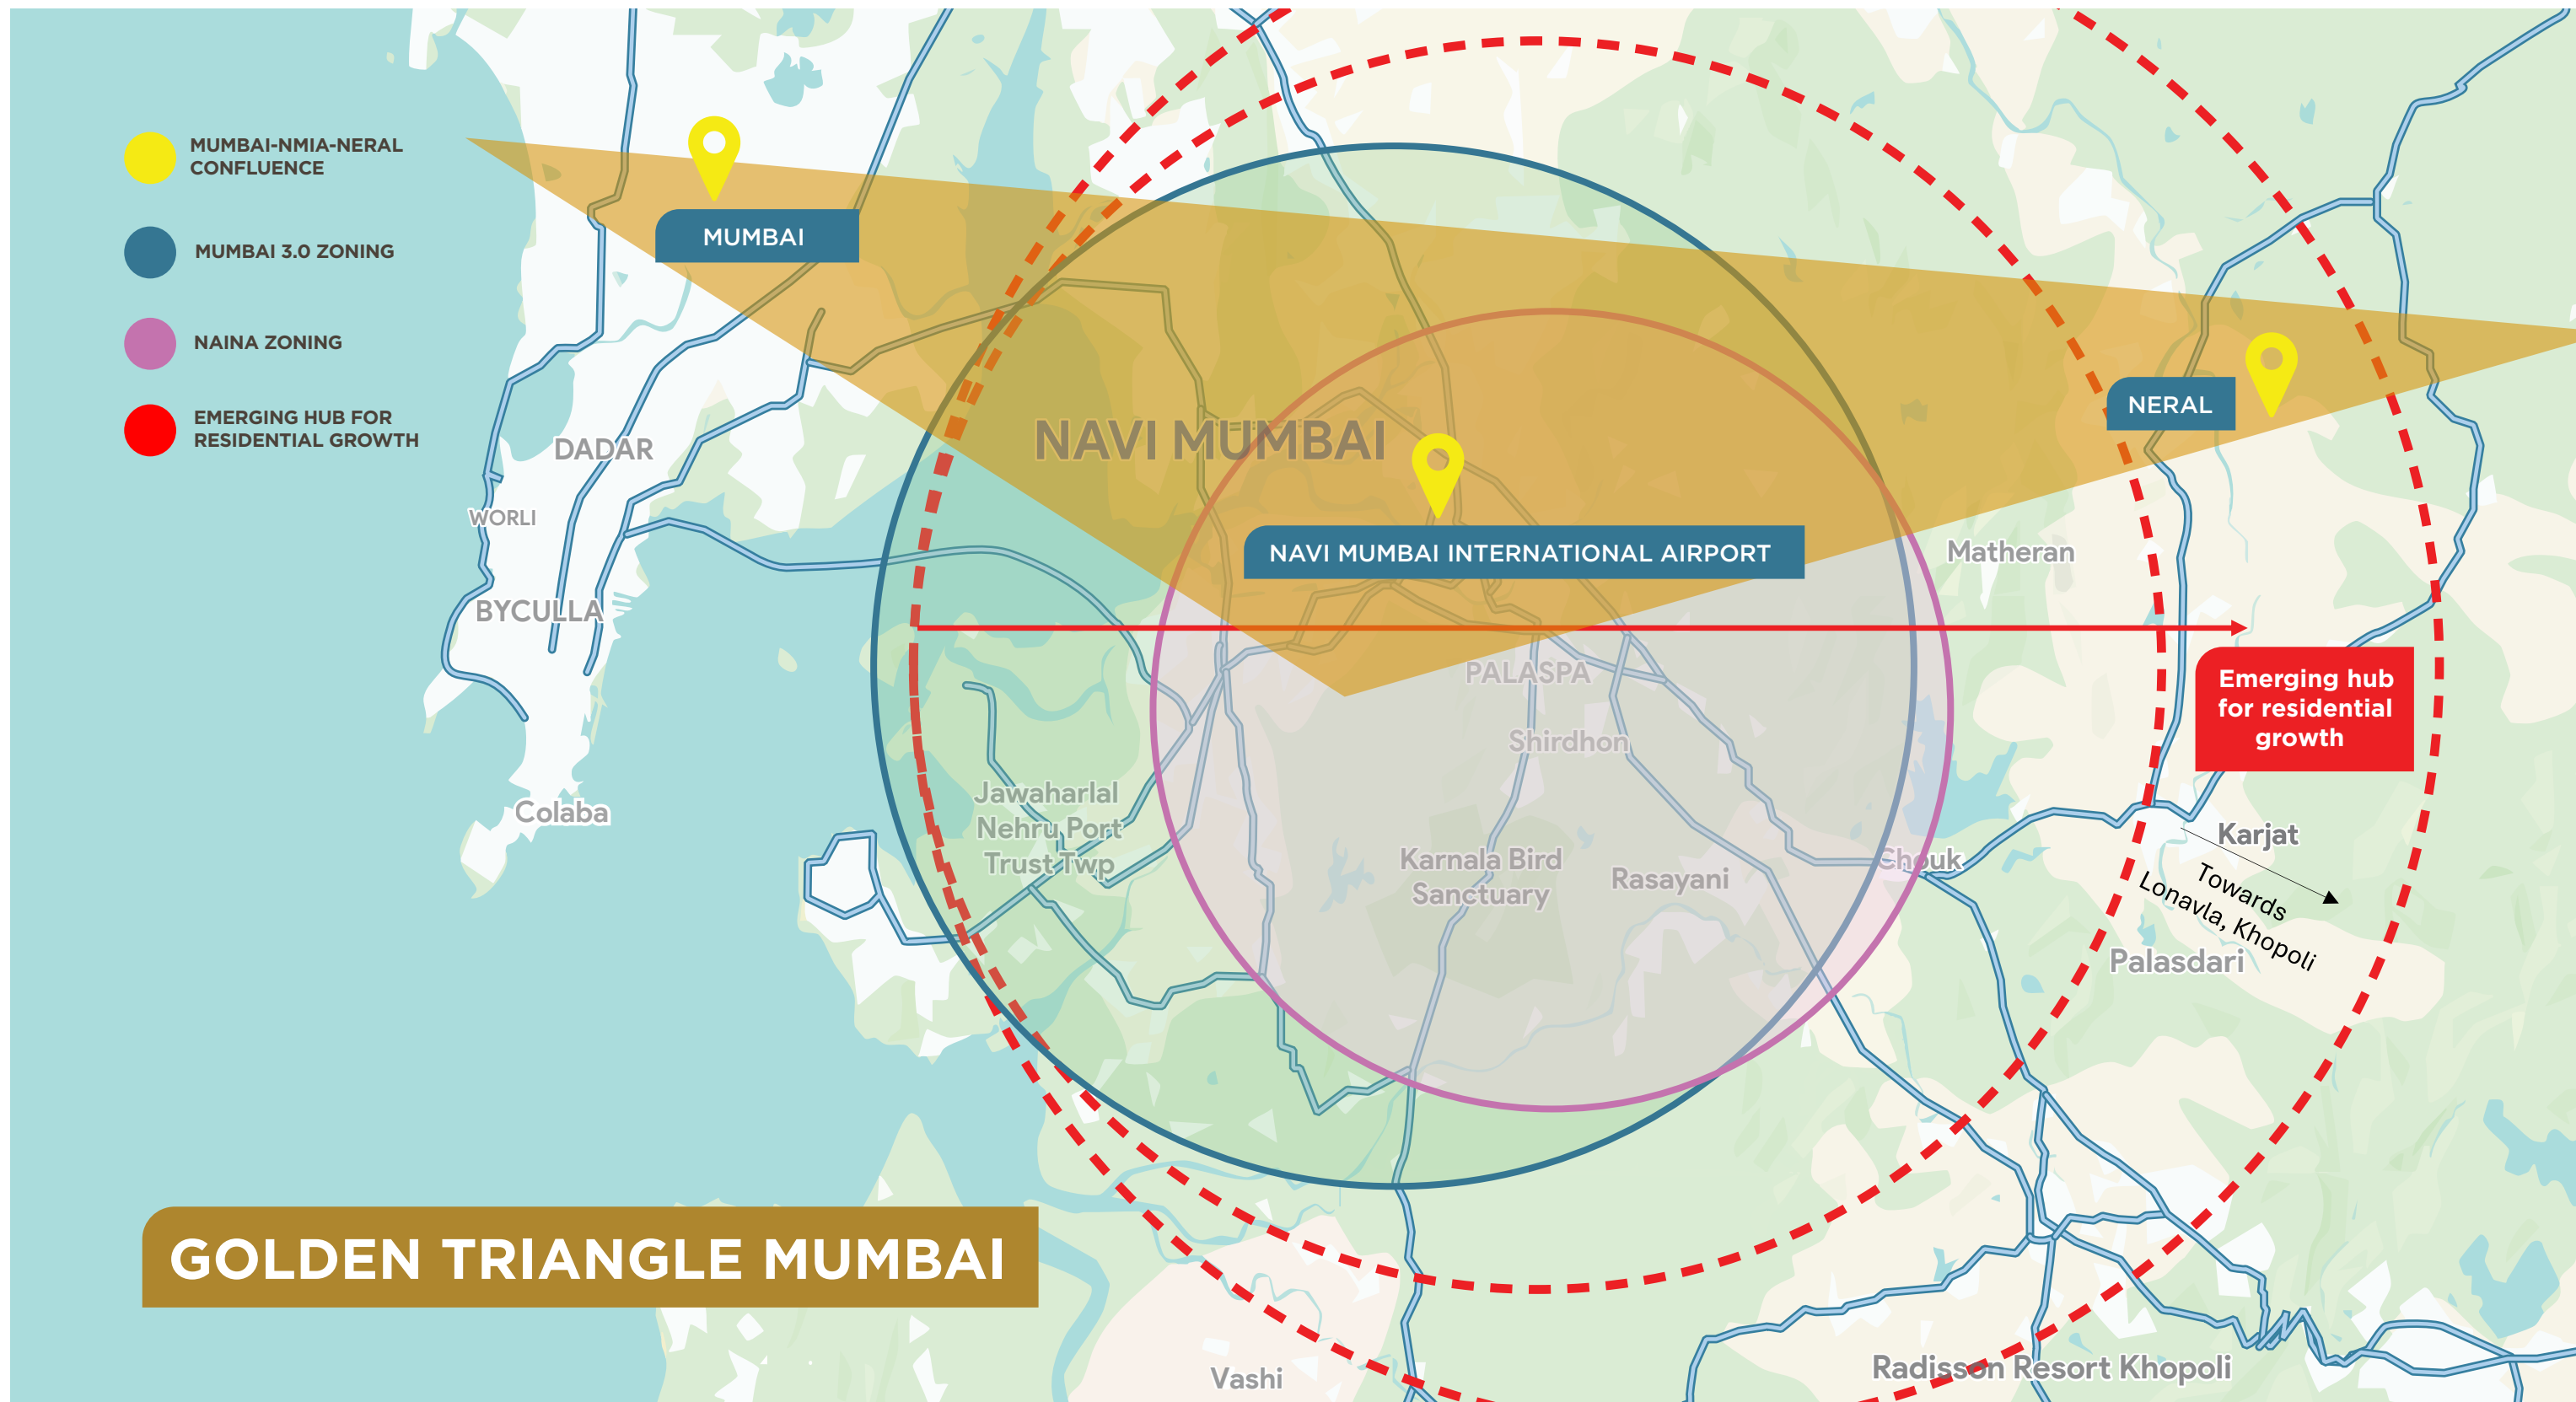 MUMBAI-NMIA-NERAL
CONFLUENCE
MUMBAI 3.0 ZONING
NAINA ZONING
EMERGING HUB FOR
RESIDENTIAL GROWTH
MUMBAI
NERAL
NAVI MUMBAI
DADAR
WORLI
NAVI MUMBAI INTERNATIONAL AIRPORT
Matheran
BYCULLA
PALASPA
Emerging hub
for residential
growth
Shirdhon
Jawaharlal
Nehru Port
Trust Twp
Colaba
Karjat
Karnala Bird
Sanctuary
Rasayani
Chouk
Towards
Lonavla, Khopoli
Palasdari
GOLDEN TRIANGLE MUMBAI
Vashi
Radisson Resort Khopoli